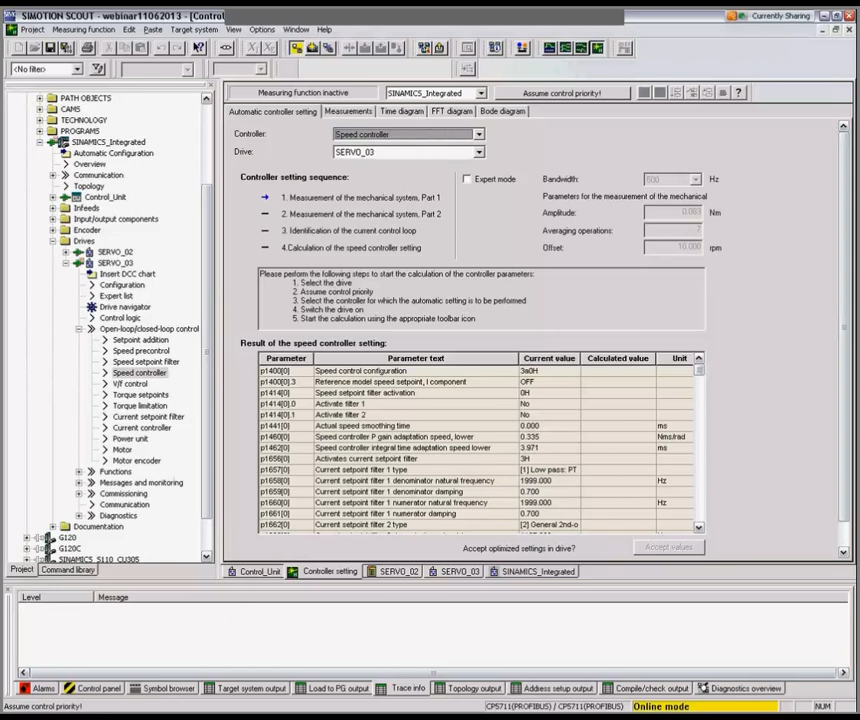 SIMOTION SCOUT - webinar11062013 - [Control
Currently Sharing
Project Measuring function Edit Paste Target system View Options Window Help
<No filter>
PATH OBJECTS
CAMS
TECHNOLOGY
PROGRAMS
SINAMICS_Integrated
Automatic Configuration
Overview
Communication
Topology
Control_Unit
Infeeds
Input/output components
Encoder
Drives
SERVO_02
SERVO_03
Insert DCC chart
Configuration
Expert list
Drive navigator
Control logic
Open-loop/closed-loop control
Setpoint addition
Speed precontrol
Speed setpoint filter
Speed controller
V/f control
Torque setpoints
Torque limitation
Current setpoint filter
Current controller
Power unit
Motor
Motor encoder
Functions
Messages and monitoring
Commissioning
Communication
Diagnostics
Documentation
G120
G120C
SINAMICS_S110_CU305
Project Command library
Measuring function inactive SINAMICS_Integrated Assume control priority! ?
Automatic controller setting Measurements Time diagram FFT diagram Bode diagram
Controller: Speed controller
Drive: SERVO_03
Controller setting sequence:
1. Measurement of the mechanical system, Part 1
2. Measurement of the mechanical system, Part 2
3. Identification of the current control loop
4.Calculation of the speed controller setting
Expert mode
Bandwidth: 500 Hz
Parameters for the measurement of the mechanical
Amplitude: 0.083 Nm
Averaging operations: 7
Offset: 10.000 rpm
Please perform the following steps to start the calculation of the controller parameters:
1. Select the drive
2. Assume control priority
3. Select the controller for which the automatic setting is to be performed
4. Switch the drive on
5. Start the calculation using the appropriate toolbar icon
Result of the speed controller setting:
Parameter Parameter text Current value Calculated value Unit
p1400[0] Speed control configuration 3a0H
p1400[0].3 Reference model speed setpoint, I component OFF
p1414[0] Speed setpoint filter activation 0H
p1414[0].0 Activate filter 1 No
p1414[0].1 Activate filter 2 No
p1441[0] Actual speed smoothing time 0.000 ms
p1460[0] Speed controller P gain adaptation speed, lower 0.335 Nms/rad
p1462[0] Speed controller integral time adaptation speed lower 3.971 ms
p1656[0] Activates current setpoint filter 3H
p1657[0] Current setpoint filter 1 type [1] Low pass: PT
p1658[0] Current setpoint filter 1 denominator natural frequency 1999.000 Hz
p1659[0] Current setpoint filter 1 denominator damping 0.700
p1660[0] Current setpoint filter 1 numerator natural frequency 1999.000 Hz
p1661[0] Current setpoint filter 1 numerator damping 0.700
p1662[0] Current setpoint filter 2 type [2] General 2nd-o
Accept optimized settings in drive? Accept values
Control_Unit Controller setting SERVO_02 SERVO_03 SINAMICS_Integrated
Level Message
Alarms Control panel Symbol browser Target system output Load to PG output Trace info Topology output Address setup output Compile/check output Diagnostics overview
Assume control priority! CP5711(PROFIBUS) / CP5711(PROFIBUS) Online mode NUM